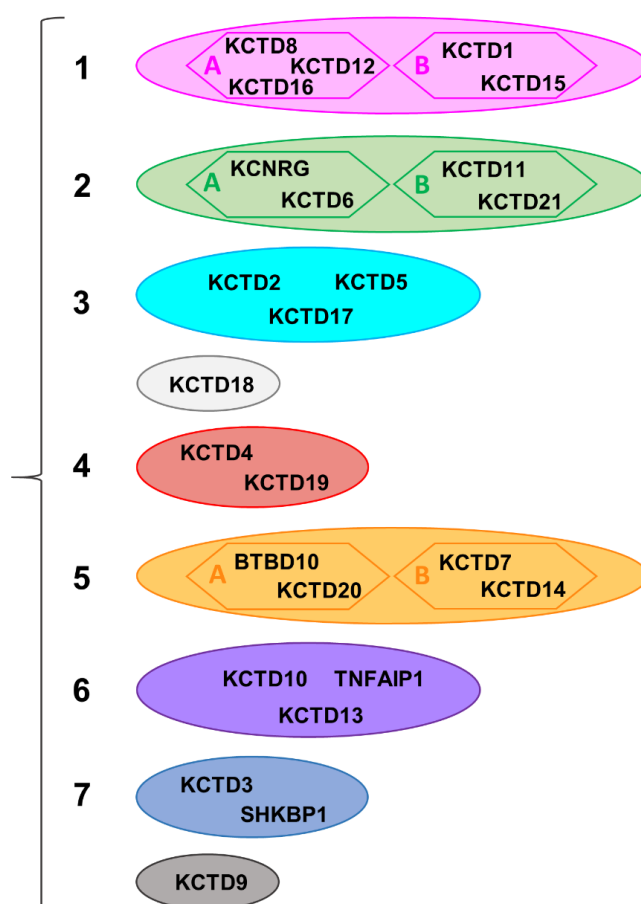 1
A
KCTD8
KCTD12
KCTD16
B
KCTD1
KCTD15
2
A
KCNRG
KCTD6
B
KCTD11
KCTD21
3
KCTD2
KCTD5
KCTD17
KCTD18
4
KCTD4
KCTD19
5
A
BTBD10
KCTD20
B
KCTD7
KCTD14
6
KCTD10
TNFAIP1
KCTD13
7
KCTD3
SHKBP1
KCTD9